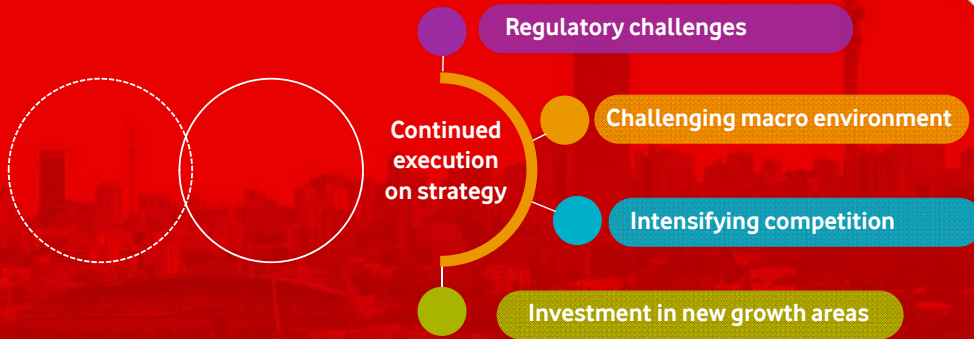 Regulatory challenges
Challenging macro environment
Continued
execution
on strategy
Intensifying competition
Investment in new growth areas